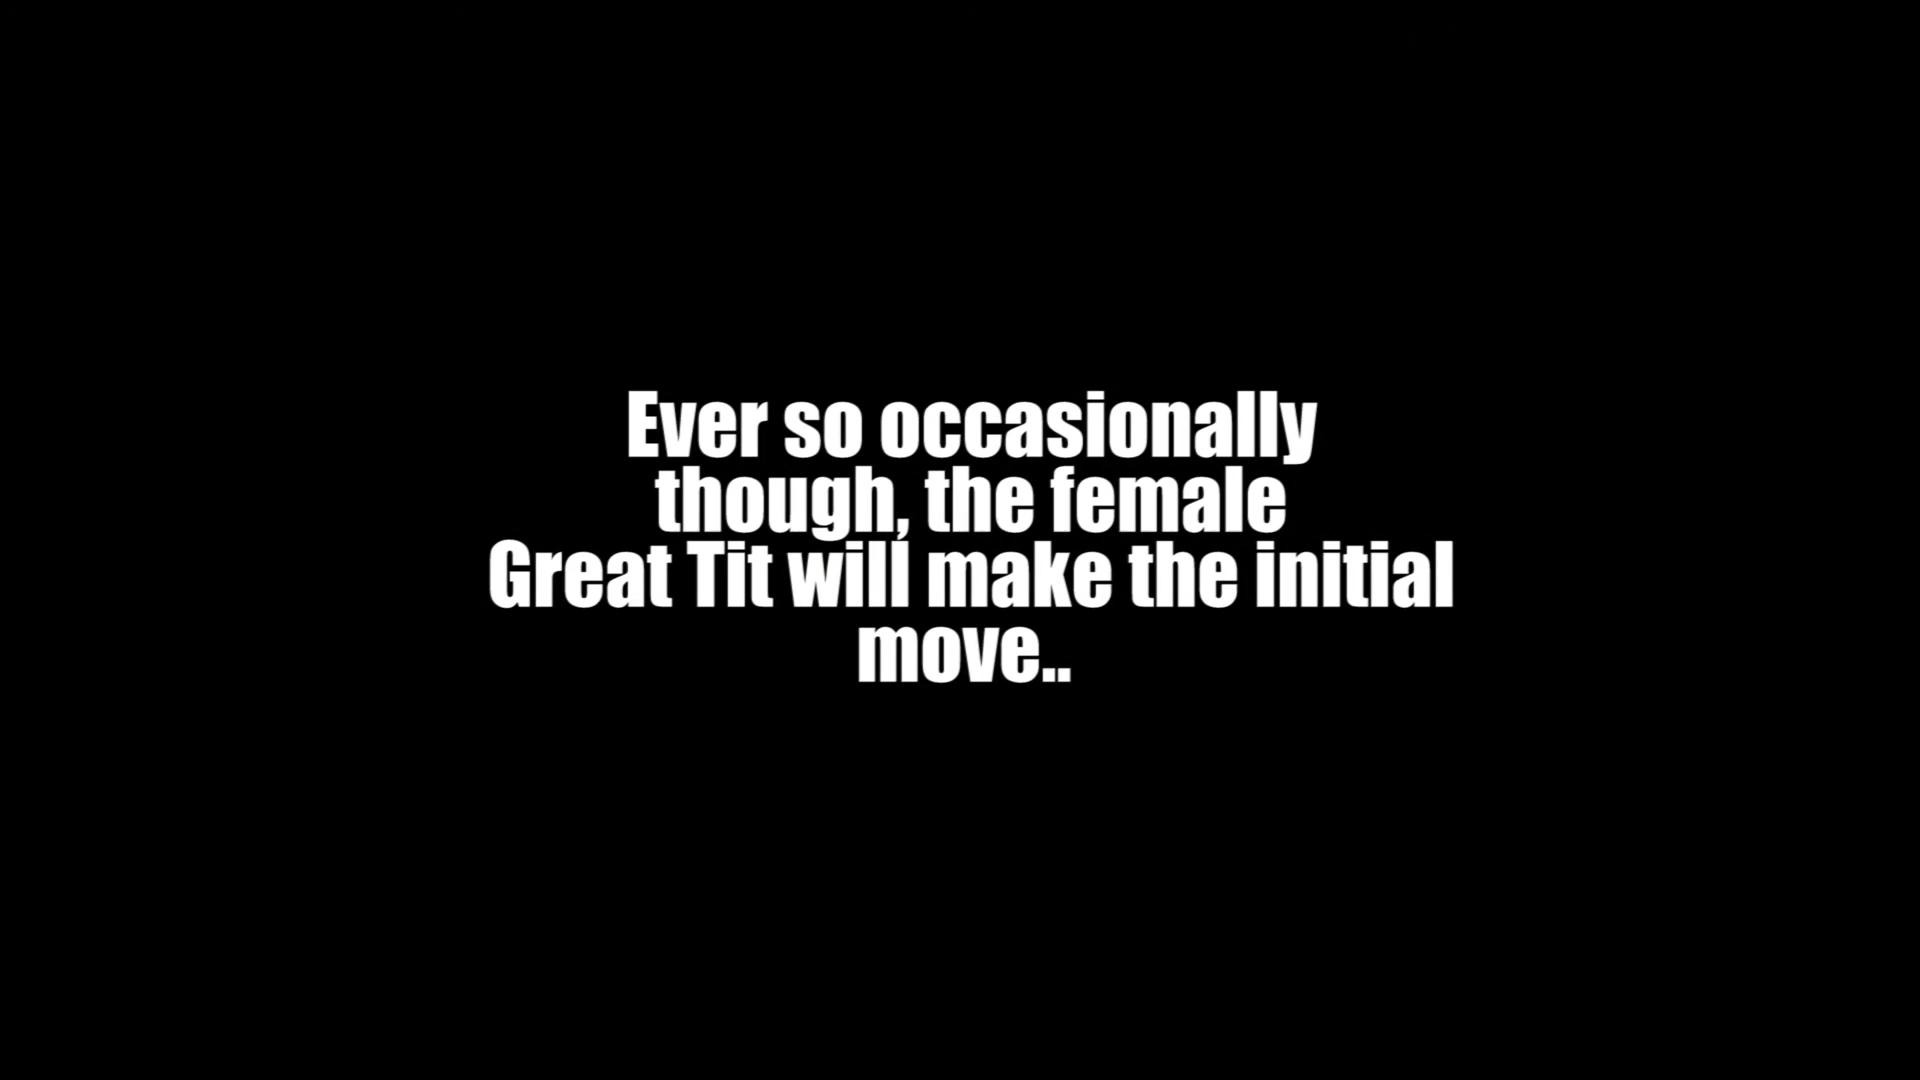 Ever so occasionally
though, the female
Great Tit will make the initial
move..